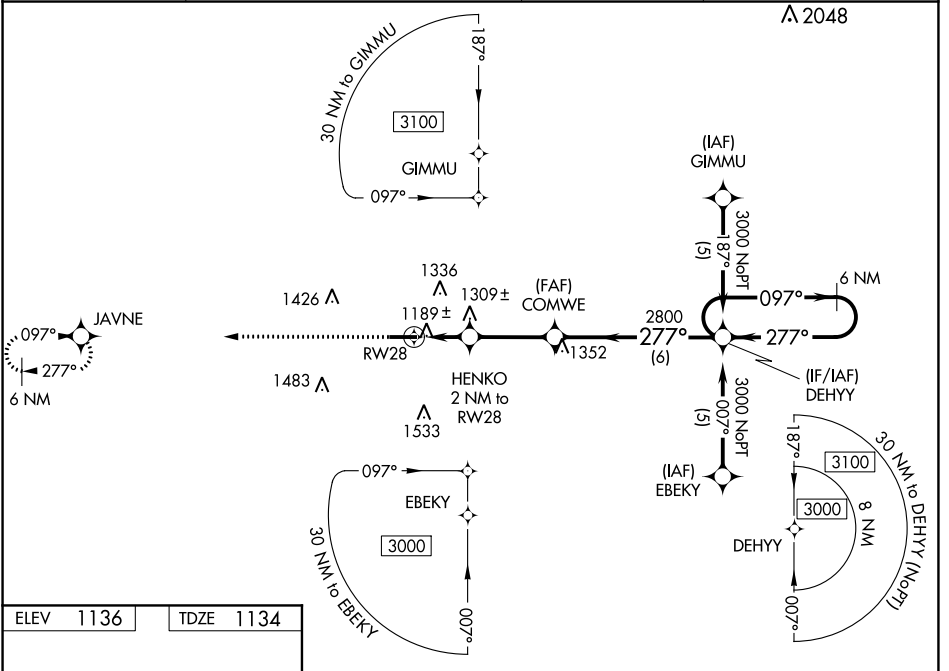 2048
30 NM to GIMMU
187°
3100
GIMMU
097°
(IAF)
GIMMU
3000 NoPT
187°
(5)
6 NM
097°
277°
1336
1426
1309±
1189±
(FAF)
COMWE
2800
277°
(6)
1352
JAVNE
097°
277°
6 NM
RW28
HENKO
2 NM to
RW28
1483
1533
(IF/IAF)
DEHYY
3000 NoPT
007°
(5)
(IAF)
EBEKY
097°
EBEKY
3000
30 NM to EBEKY
007°
187°
3100
3000
8 NM
DEHYY
30 NM to DEHYY (NoPT)
007°
ELEV 1136
TDZE 1134